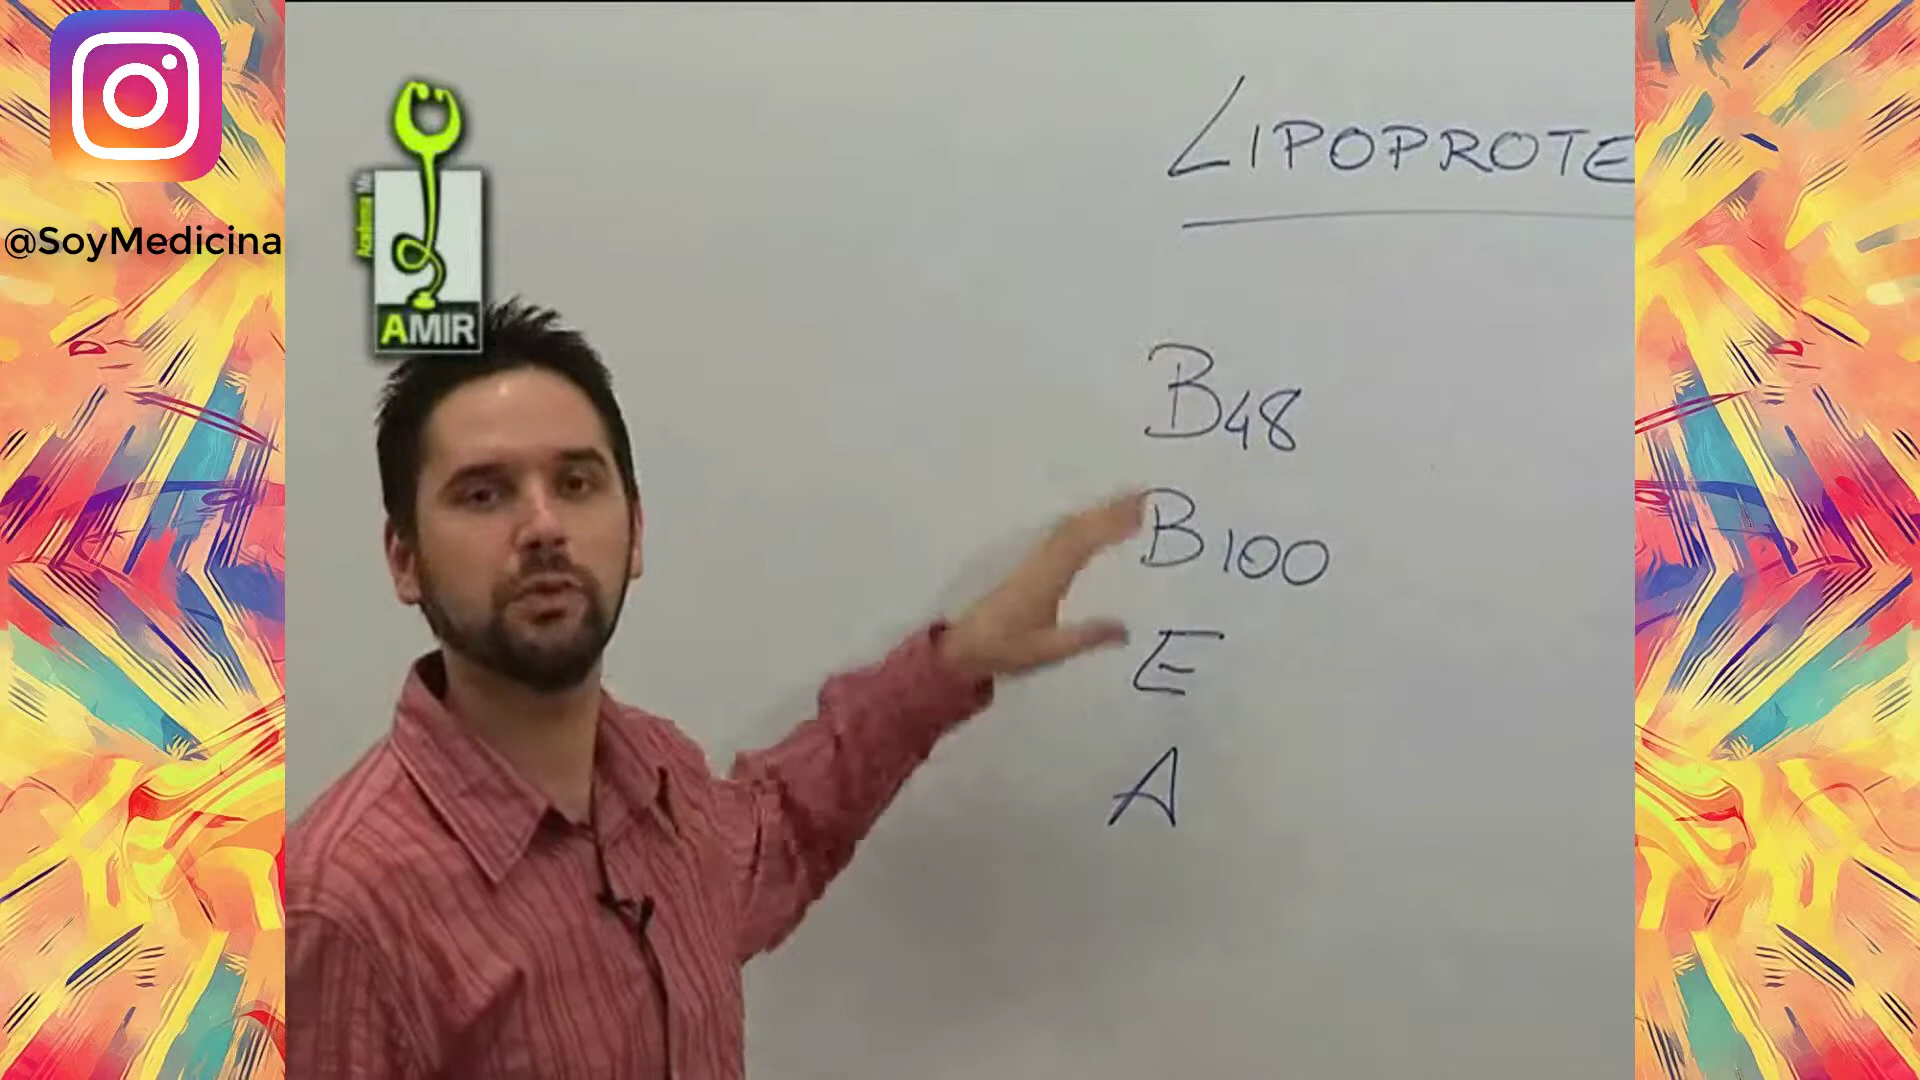 @SoyMedicina
AMIR
LIPOPROTE
B48
B100
E
A